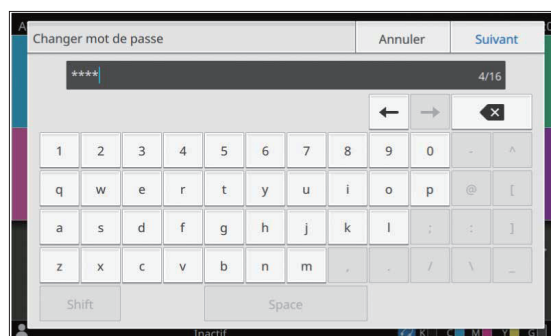 Changer mot de passe Annuler Suivant
**** 4/16
← → ⌫
1 2 3 4 5 6 7 8 9 0 - ^
q w e r t y u i o p @ [
a s d f g h j k l ; : ]
z x c v b n m , . / \ _
Shift Space
Inactif K C M Y